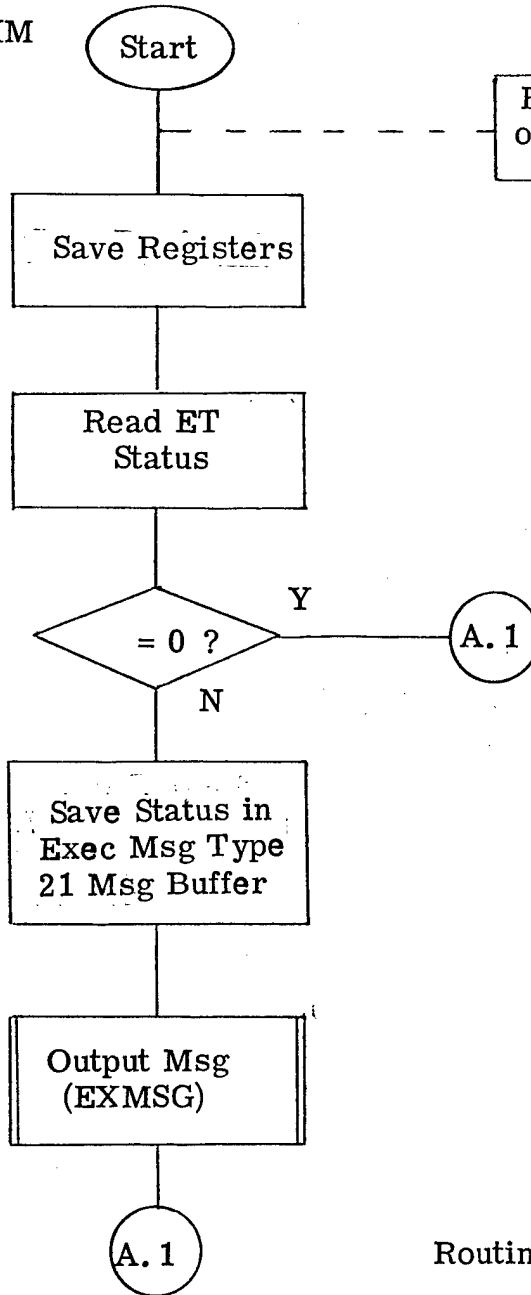 Start
Save Registers
Read ET
Status
= 0 ?
Y
A. 1
N
Save Status in
Exec Msg Type
21 Msg Buffer
Output Msg
(EXMSG)
A. 1